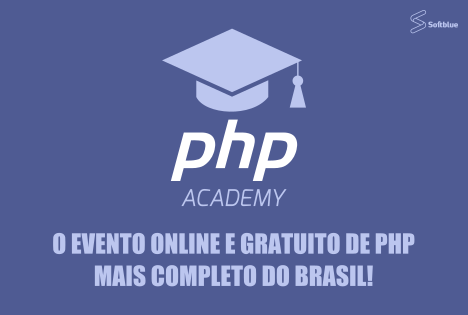 Softblue
php
ACADEMY
O EVENTO ONLINE E GRATUITO DE PHP
MAIS COMPLETO DO BRASIL!